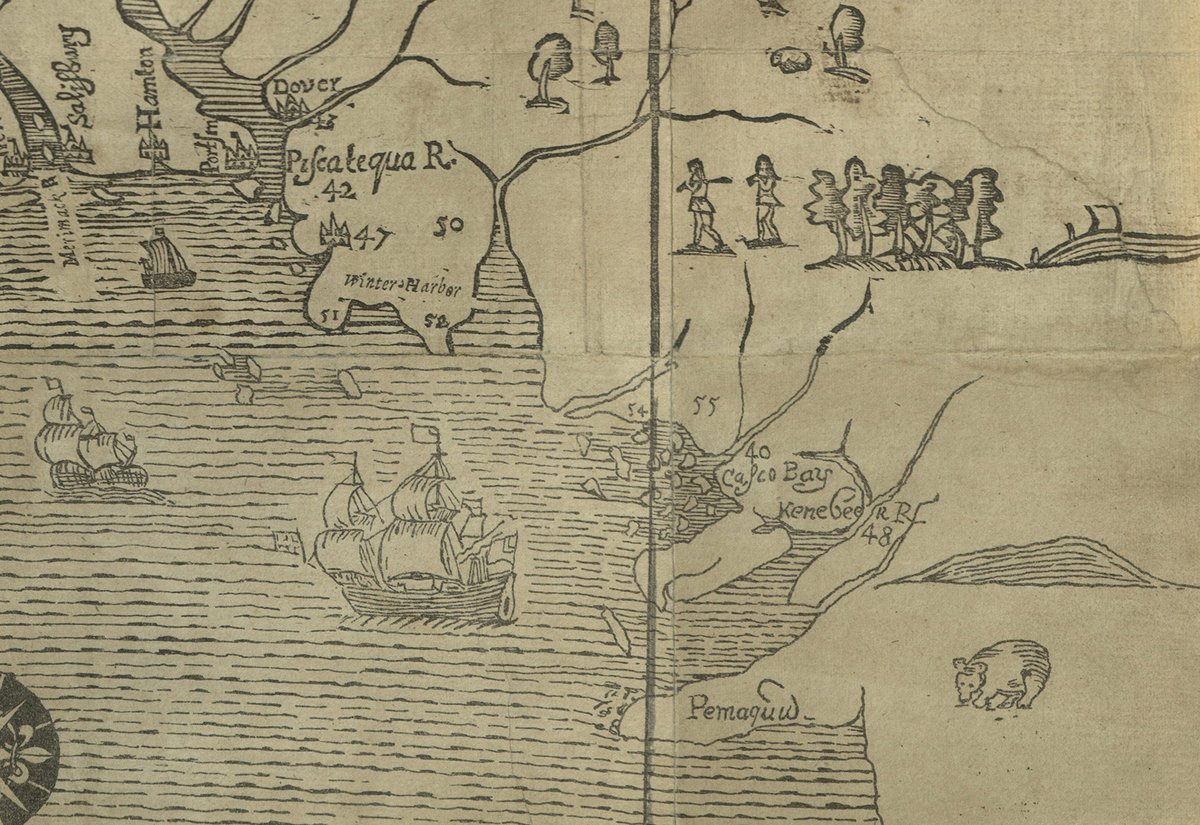 Salisbury
Hamton
Portsm
Dover
Piscatequa R.
42
Merimack R
47
50
Winter Harbor
51
52
54
55
40
Casco Bay
Kenebec R
48
Pemaquid